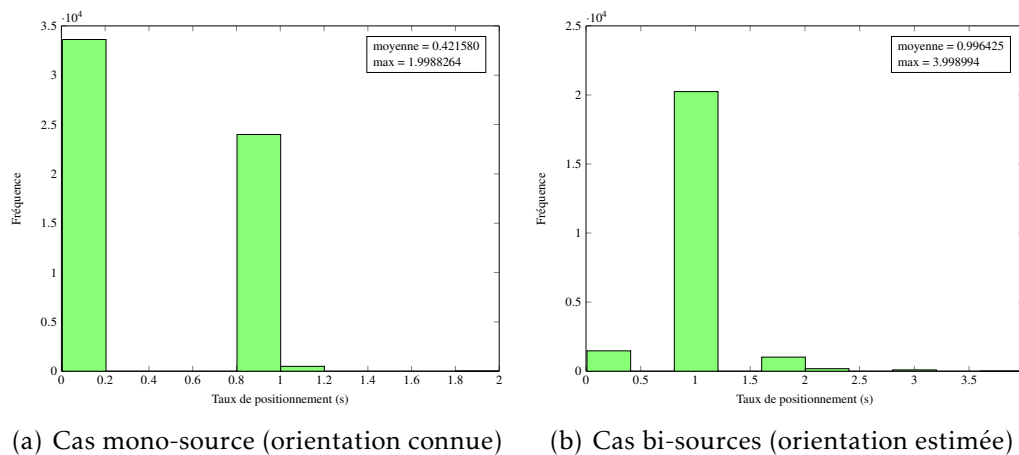 ·10⁴
moyenne = 0.421580
max = 1.9988264
3.5
3
2.5
2
1.5
1
0.5
0
Fréquence
0 0.2 0.4 0.6 0.8 1 1.2 1.4 1.6 1.8 2
Taux de positionnement (s)
(a) Cas mono-source (orientation connue)
·10⁴
moyenne = 0.996425
max = 3.998994
2.5
2
1.5
1
0.5
0
Fréquence
0 0.5 1 1.5 2 2.5 3 3.5
Taux de positionnement (s)
(b) Cas bi-sources (orientation estimée)